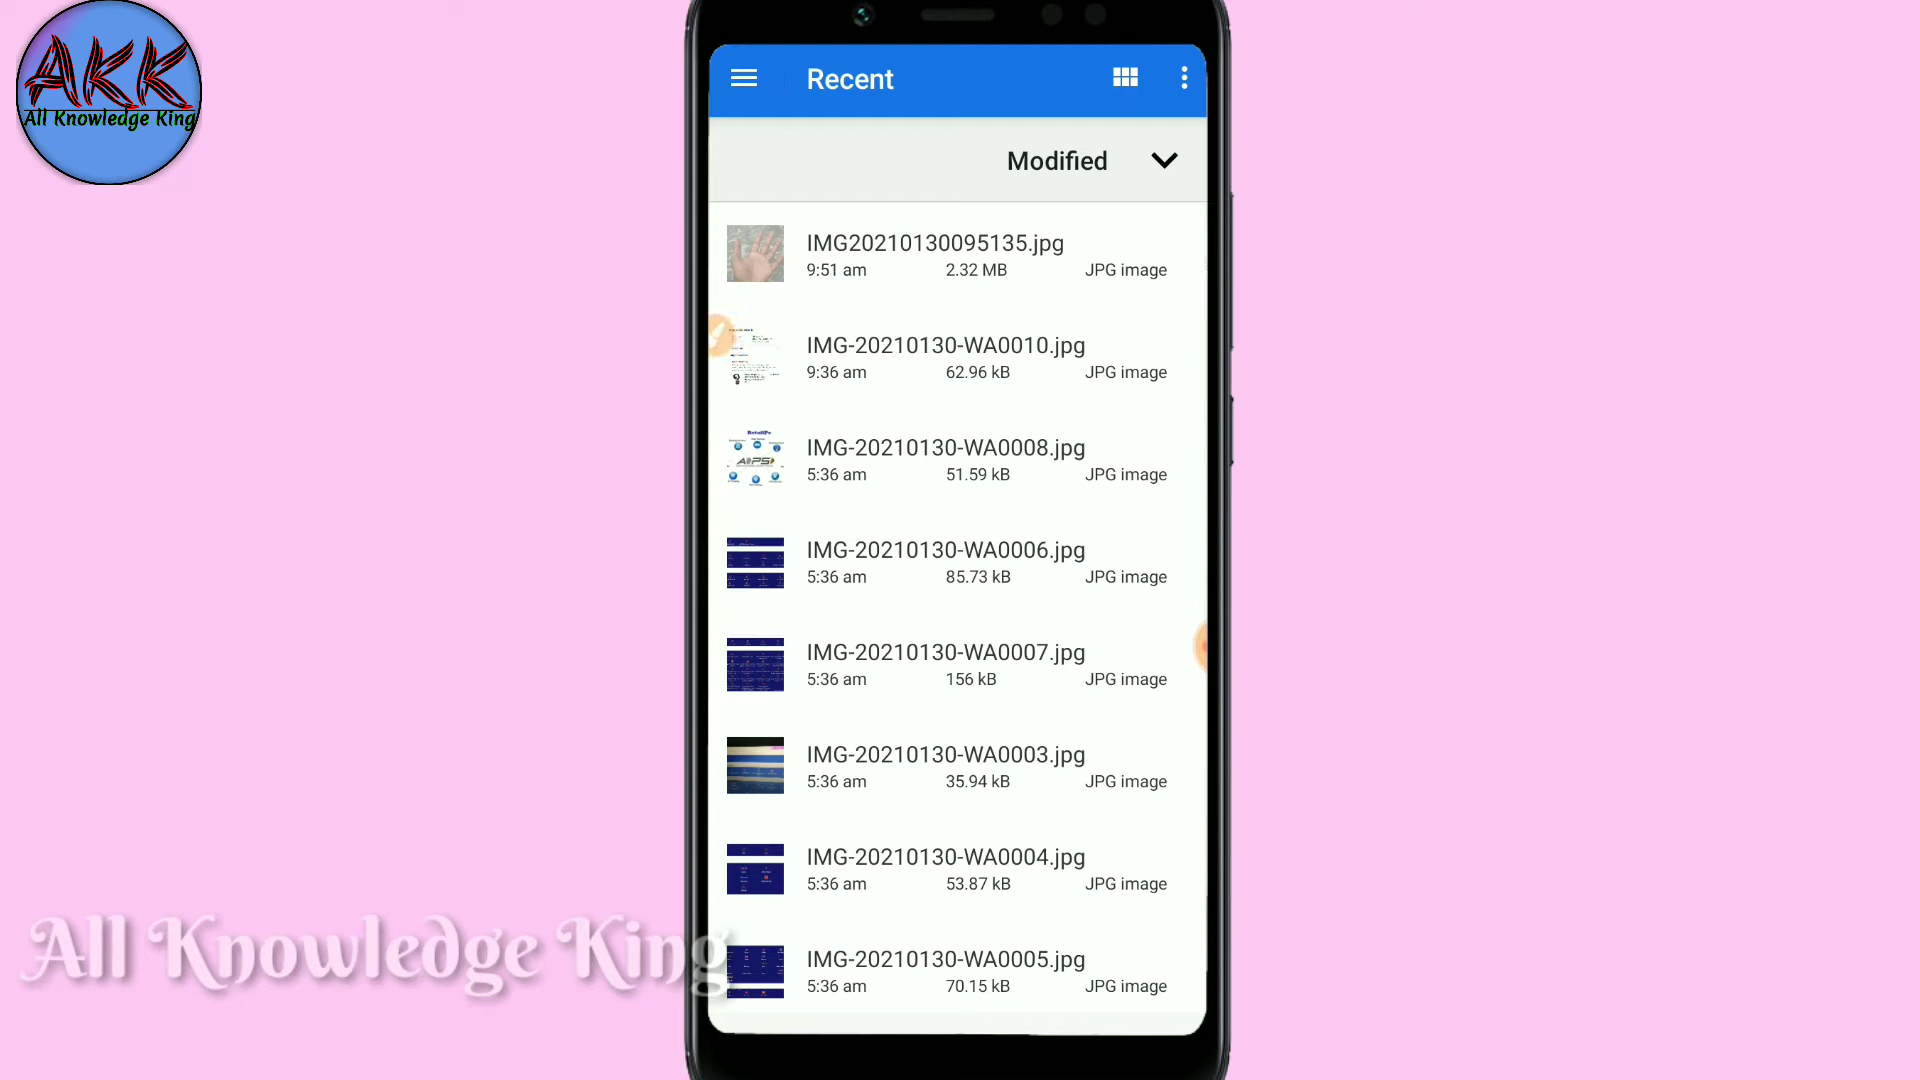 AKK
All Knowledge King
Recent
Modified
IMG20210130095135.jpg
9:51 am 2.32 MB JPG image
IMG-20210130-WA0010.jpg
9:36 am 62.96 kB JPG image
IMG-20210130-WA0008.jpg
5:36 am 51.59 kB JPG image
IMG-20210130-WA0006.jpg
5:36 am 85.73 kB JPG image
IMG-20210130-WA0007.jpg
5:36 am 156 kB JPG image
IMG-20210130-WA0003.jpg
5:36 am 35.94 kB JPG image
IMG-20210130-WA0004.jpg
5:36 am 53.87 kB JPG image
IMG-20210130-WA0005.jpg
5:36 am 70.15 kB JPG image
All Knowledge King